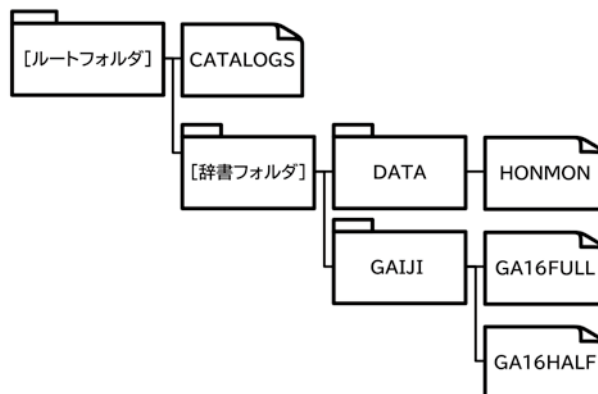 [ルートフォルダ]
CATALOGS
[辞書フォルダ]
DATA
HONMON
GAIJI
GA16FULL
GA16HALF